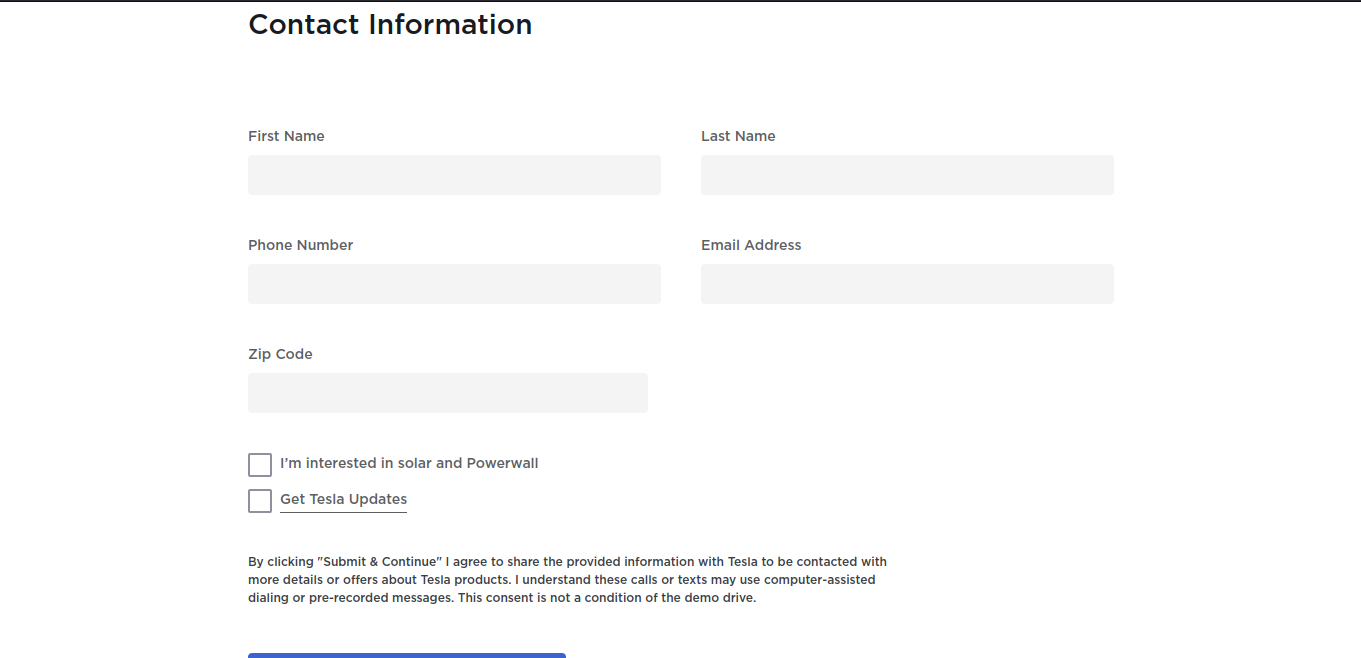 Contact Information
First Name
Last Name
Phone Number
Email Address
Zip Code
I'm interested in solar and Powerwall
Get Tesla Updates
By clicking "Submit & Continue" I agree to share the provided information with Tesla to be contacted with
more details or offers about Tesla products. I understand these calls or texts may use computer-assisted
dialing or pre-recorded messages. This consent is not a condition of the demo drive.